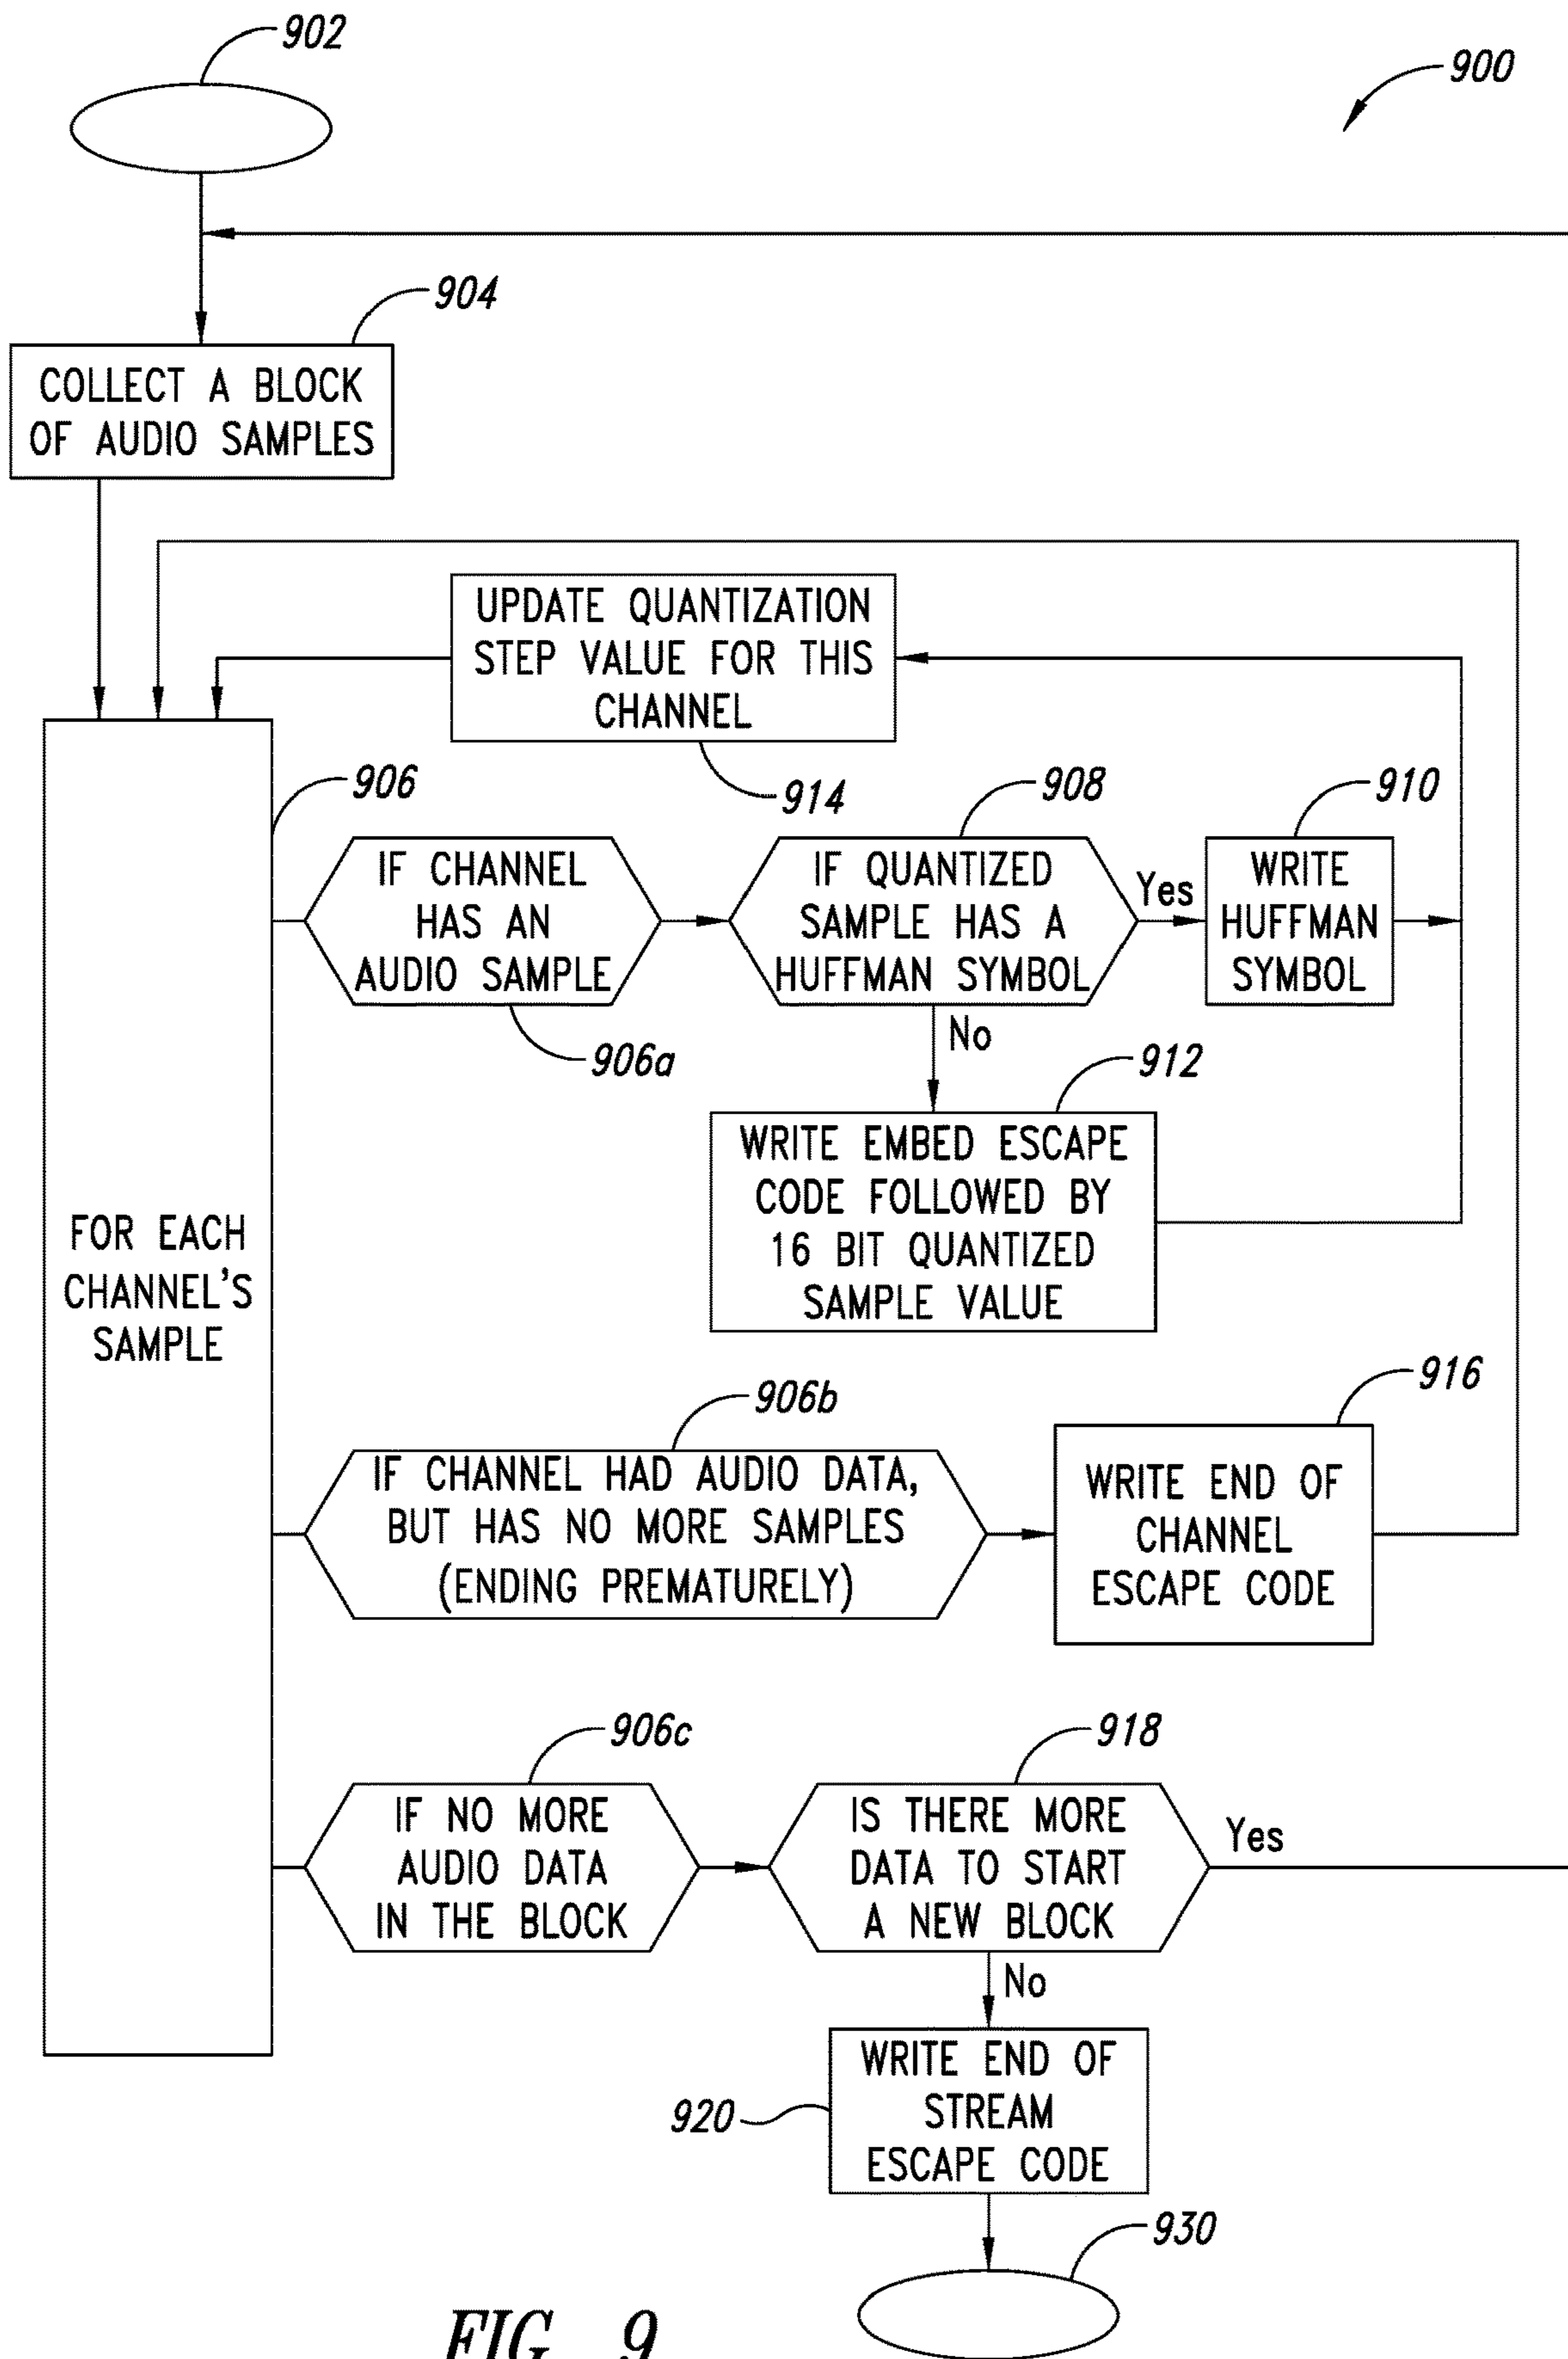 902
900
904
COLLECT A BLOCK
OF AUDIO SAMPLES
UPDATE QUANTIZATION
STEP VALUE FOR THIS
CHANNEL
914
906
908
910
IF CHANNEL
HAS AN
AUDIO SAMPLE
906a
IF QUANTIZED
SAMPLE HAS A
HUFFMAN SYMBOL
Yes
WRITE
HUFFMAN
SYMBOL
No
912
WRITE EMBED ESCAPE
CODE FOLLOWED BY
16 BIT QUANTIZED
SAMPLE VALUE
FOR EACH
CHANNEL'S
SAMPLE
906b
IF CHANNEL HAD AUDIO DATA,
BUT HAS NO MORE SAMPLES
(ENDING PREMATURELY)
916
WRITE END OF
CHANNEL
ESCAPE CODE
906c
IF NO MORE
AUDIO DATA
IN THE BLOCK
918
IS THERE MORE
DATA TO START
A NEW BLOCK
Yes
No
920
WRITE END OF
STREAM
ESCAPE CODE
930
FIG. 9